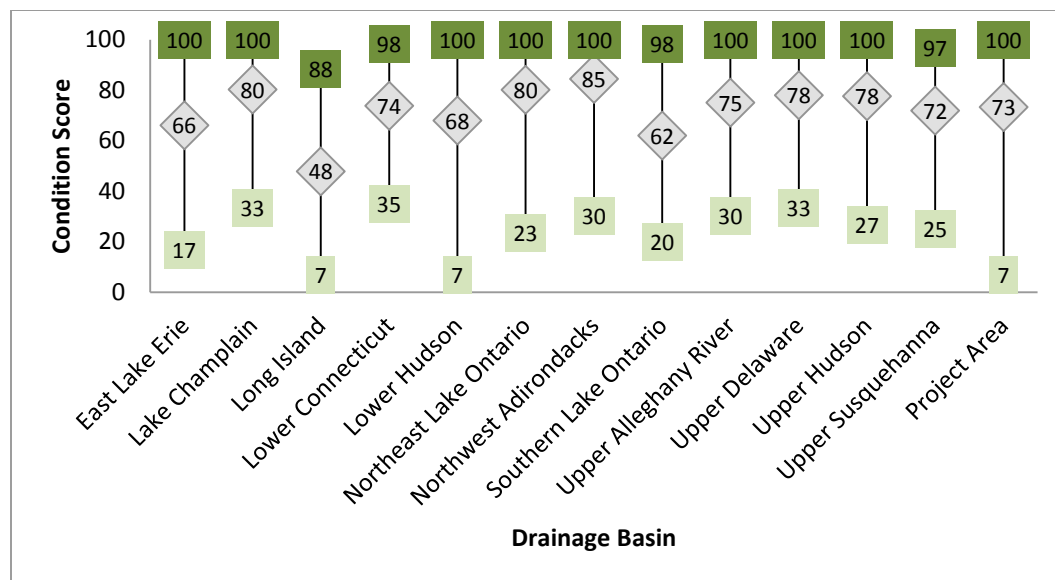 100 100 88 98 100 100 100 98 100 100 100 97 100
66 80 48 74 68 80 85 62 75 78 78 72 73
17 33 7 35 7 23 30 20 30 33 27 25 7
100
80
60
40
20
0
Condition Score
East Lake Erie
Lake Champlain
Long Island
Lower Connecticut
Lower Hudson
Northeast Lake Ontario
Northwest Adirondacks
Southern Lake Ontario
Upper Alleghany River
Upper Delaware
Upper Hudson
Upper Susquehanna
Project Area
Drainage Basin